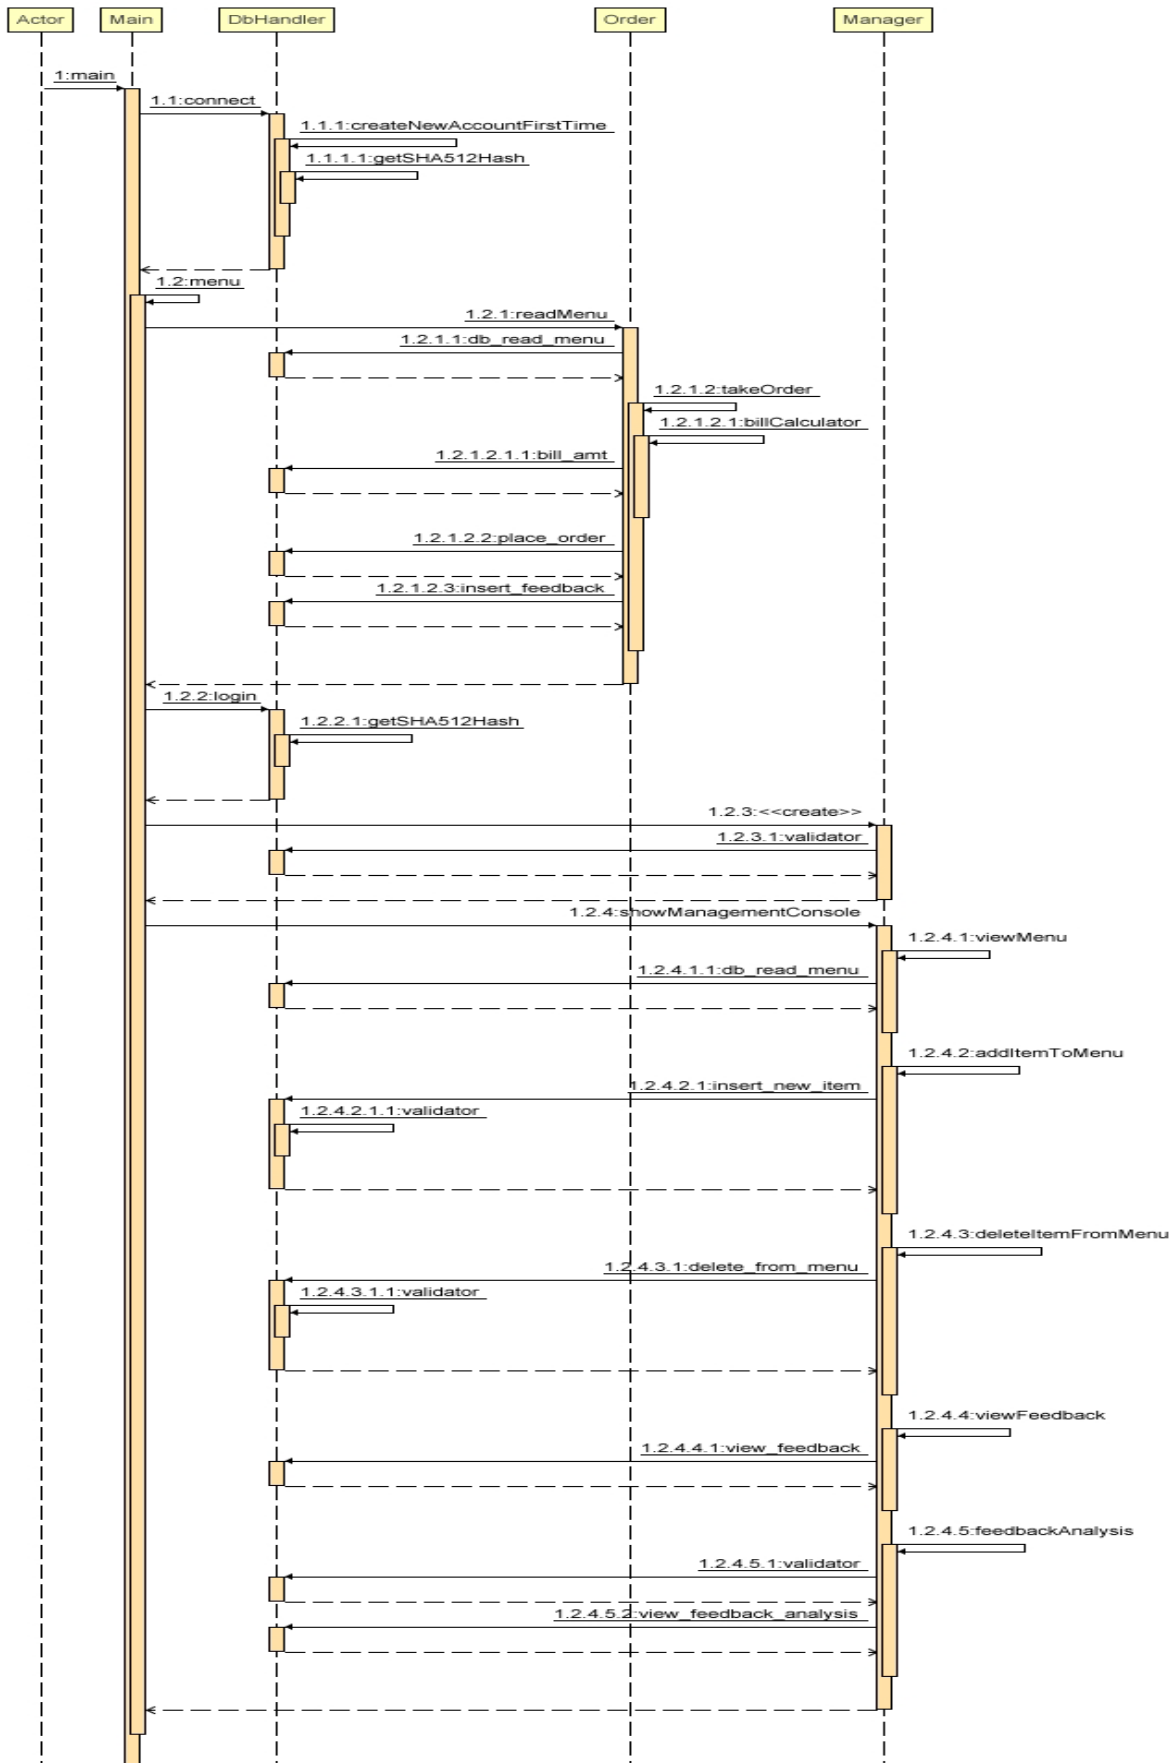 Actor
Main
DbHandler
Order
Manager
1:main
1.1:connect
1.1.1:createNewAccountFirstTime
1.1.1.1:getSHA512Hash
1.2:menu
1.2.1:readMenu
1.2.1.1:db_read_menu
1.2.1.2:takeOrder
1.2.1.2.1:billCalculator
1.2.1.2.1.1:bill_amt
1.2.1.2.2:place_order
1.2.1.2.3:insert_feedback
1.2.2:login
1.2.2.1:getSHA512Hash
1.2.3:<<create>>
1.2.3.1:validator
1.2.4:showManagementConsole
1.2.4.1:viewMenu
1.2.4.1.1:db_read_menu
1.2.4.2:addItemToMenu
1.2.4.2.1:insert_new_item
1.2.4.2.1.1:validator
1.2.4.3:deleteItemFromMenu
1.2.4.3.1:delete_from_menu
1.2.4.3.1.1:validator
1.2.4.4:viewFeedback
1.2.4.4.1:view_feedback
1.2.4.5:feedbackAnalysis
1.2.4.5.1:validator
1.2.4.5.2:view_feedback_analysis